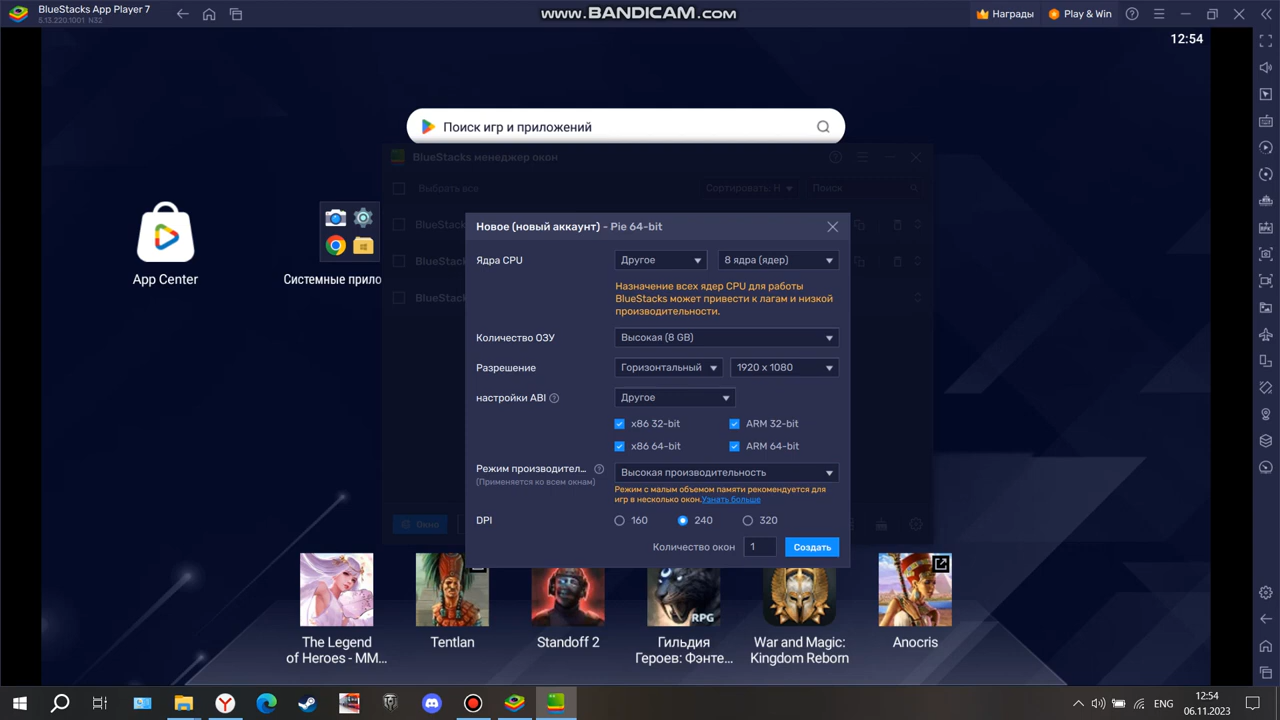 BlueStacks App Player 7
5.13.220.1001 N32
www.BANDICAM.com
Награды
Play & Win
12:54
Поиск игр и приложений
BlueStacks менеджер окон
Выбрать все
Сортировать: Н
Поиск
BlueStack
BlueStack
BlueStack
App Center
Системные прило
Новое (новый аккаунт) - Pie 64-bit
Ядра CPU
Другое
8 ядра (ядер)
Назначение всех ядер CPU для работы
BlueStacks может привести к лагам и низкой
производительности.
Количество ОЗУ
Высокая (8 GB)
Разрешение
Горизонтальный
1920 x 1080
настройки ABI
Другое
x86 32-bit
ARM 32-bit
x86 64-bit
ARM 64-bit
Режим производител...
(Применяется ко всем окнам)
Высокая производительность
Режим с малым объемом памяти рекомендуется для
игр в несколько окон.Узнать больше
DPI
160
240
320
Окно
Количество окон
1
Создать
RPG
The Legend
of Heroes - MM...
Tentlan
Standoff 2
Гильдия
Героев: Фэнте...
War and Magic:
Kingdom Reborn
Anocris
ENG
12:54
06.11.2023